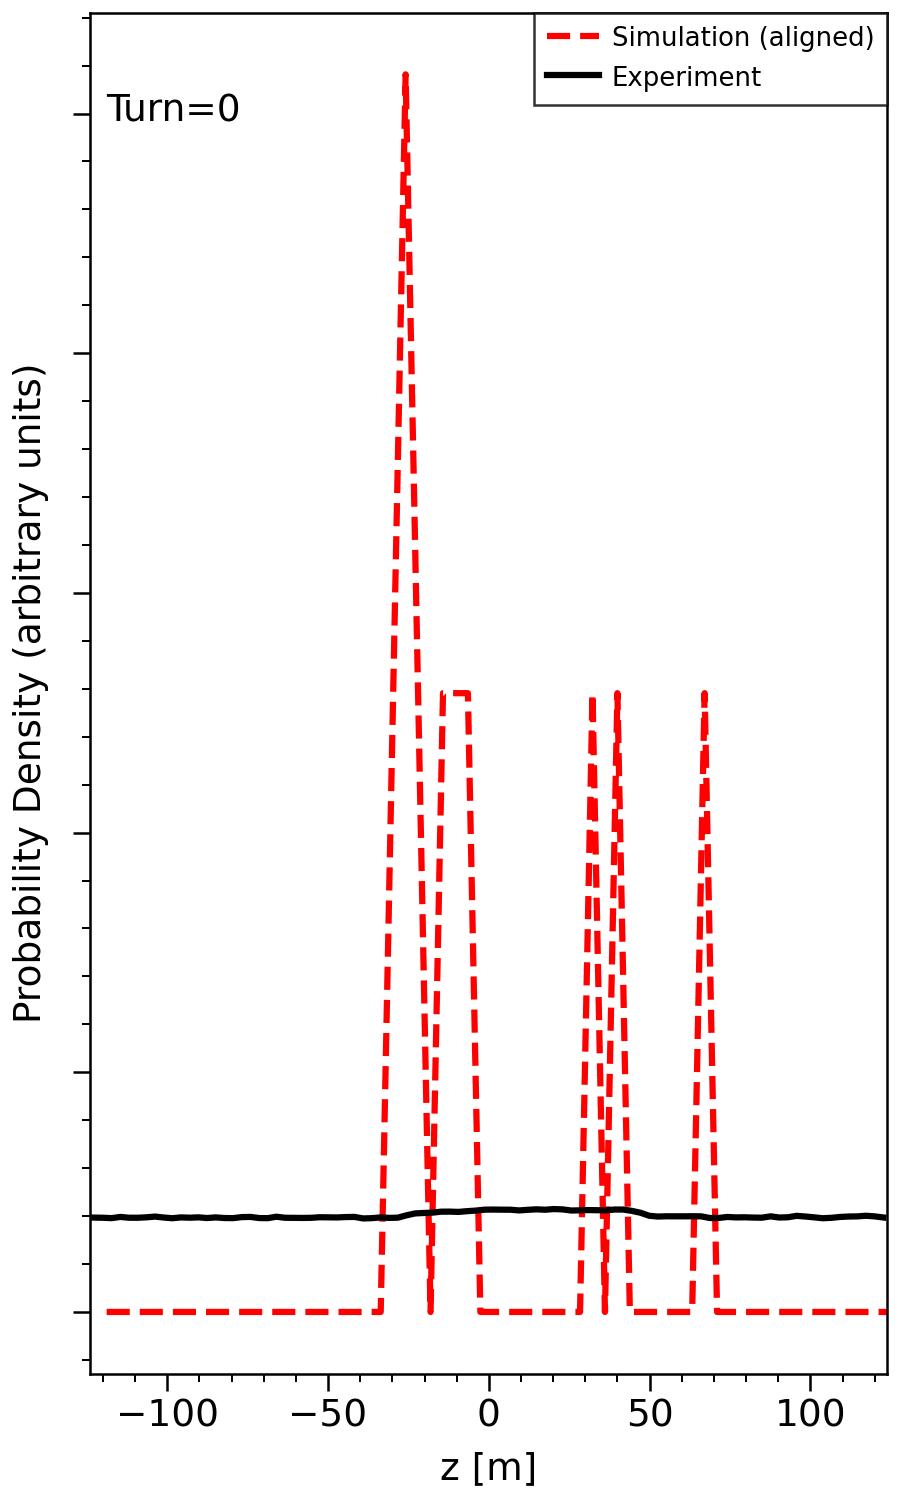 Simulation (aligned)
Experiment
Turn=0
Probability Density (arbitrary units)
−100
−50
0
50
100
z [m]